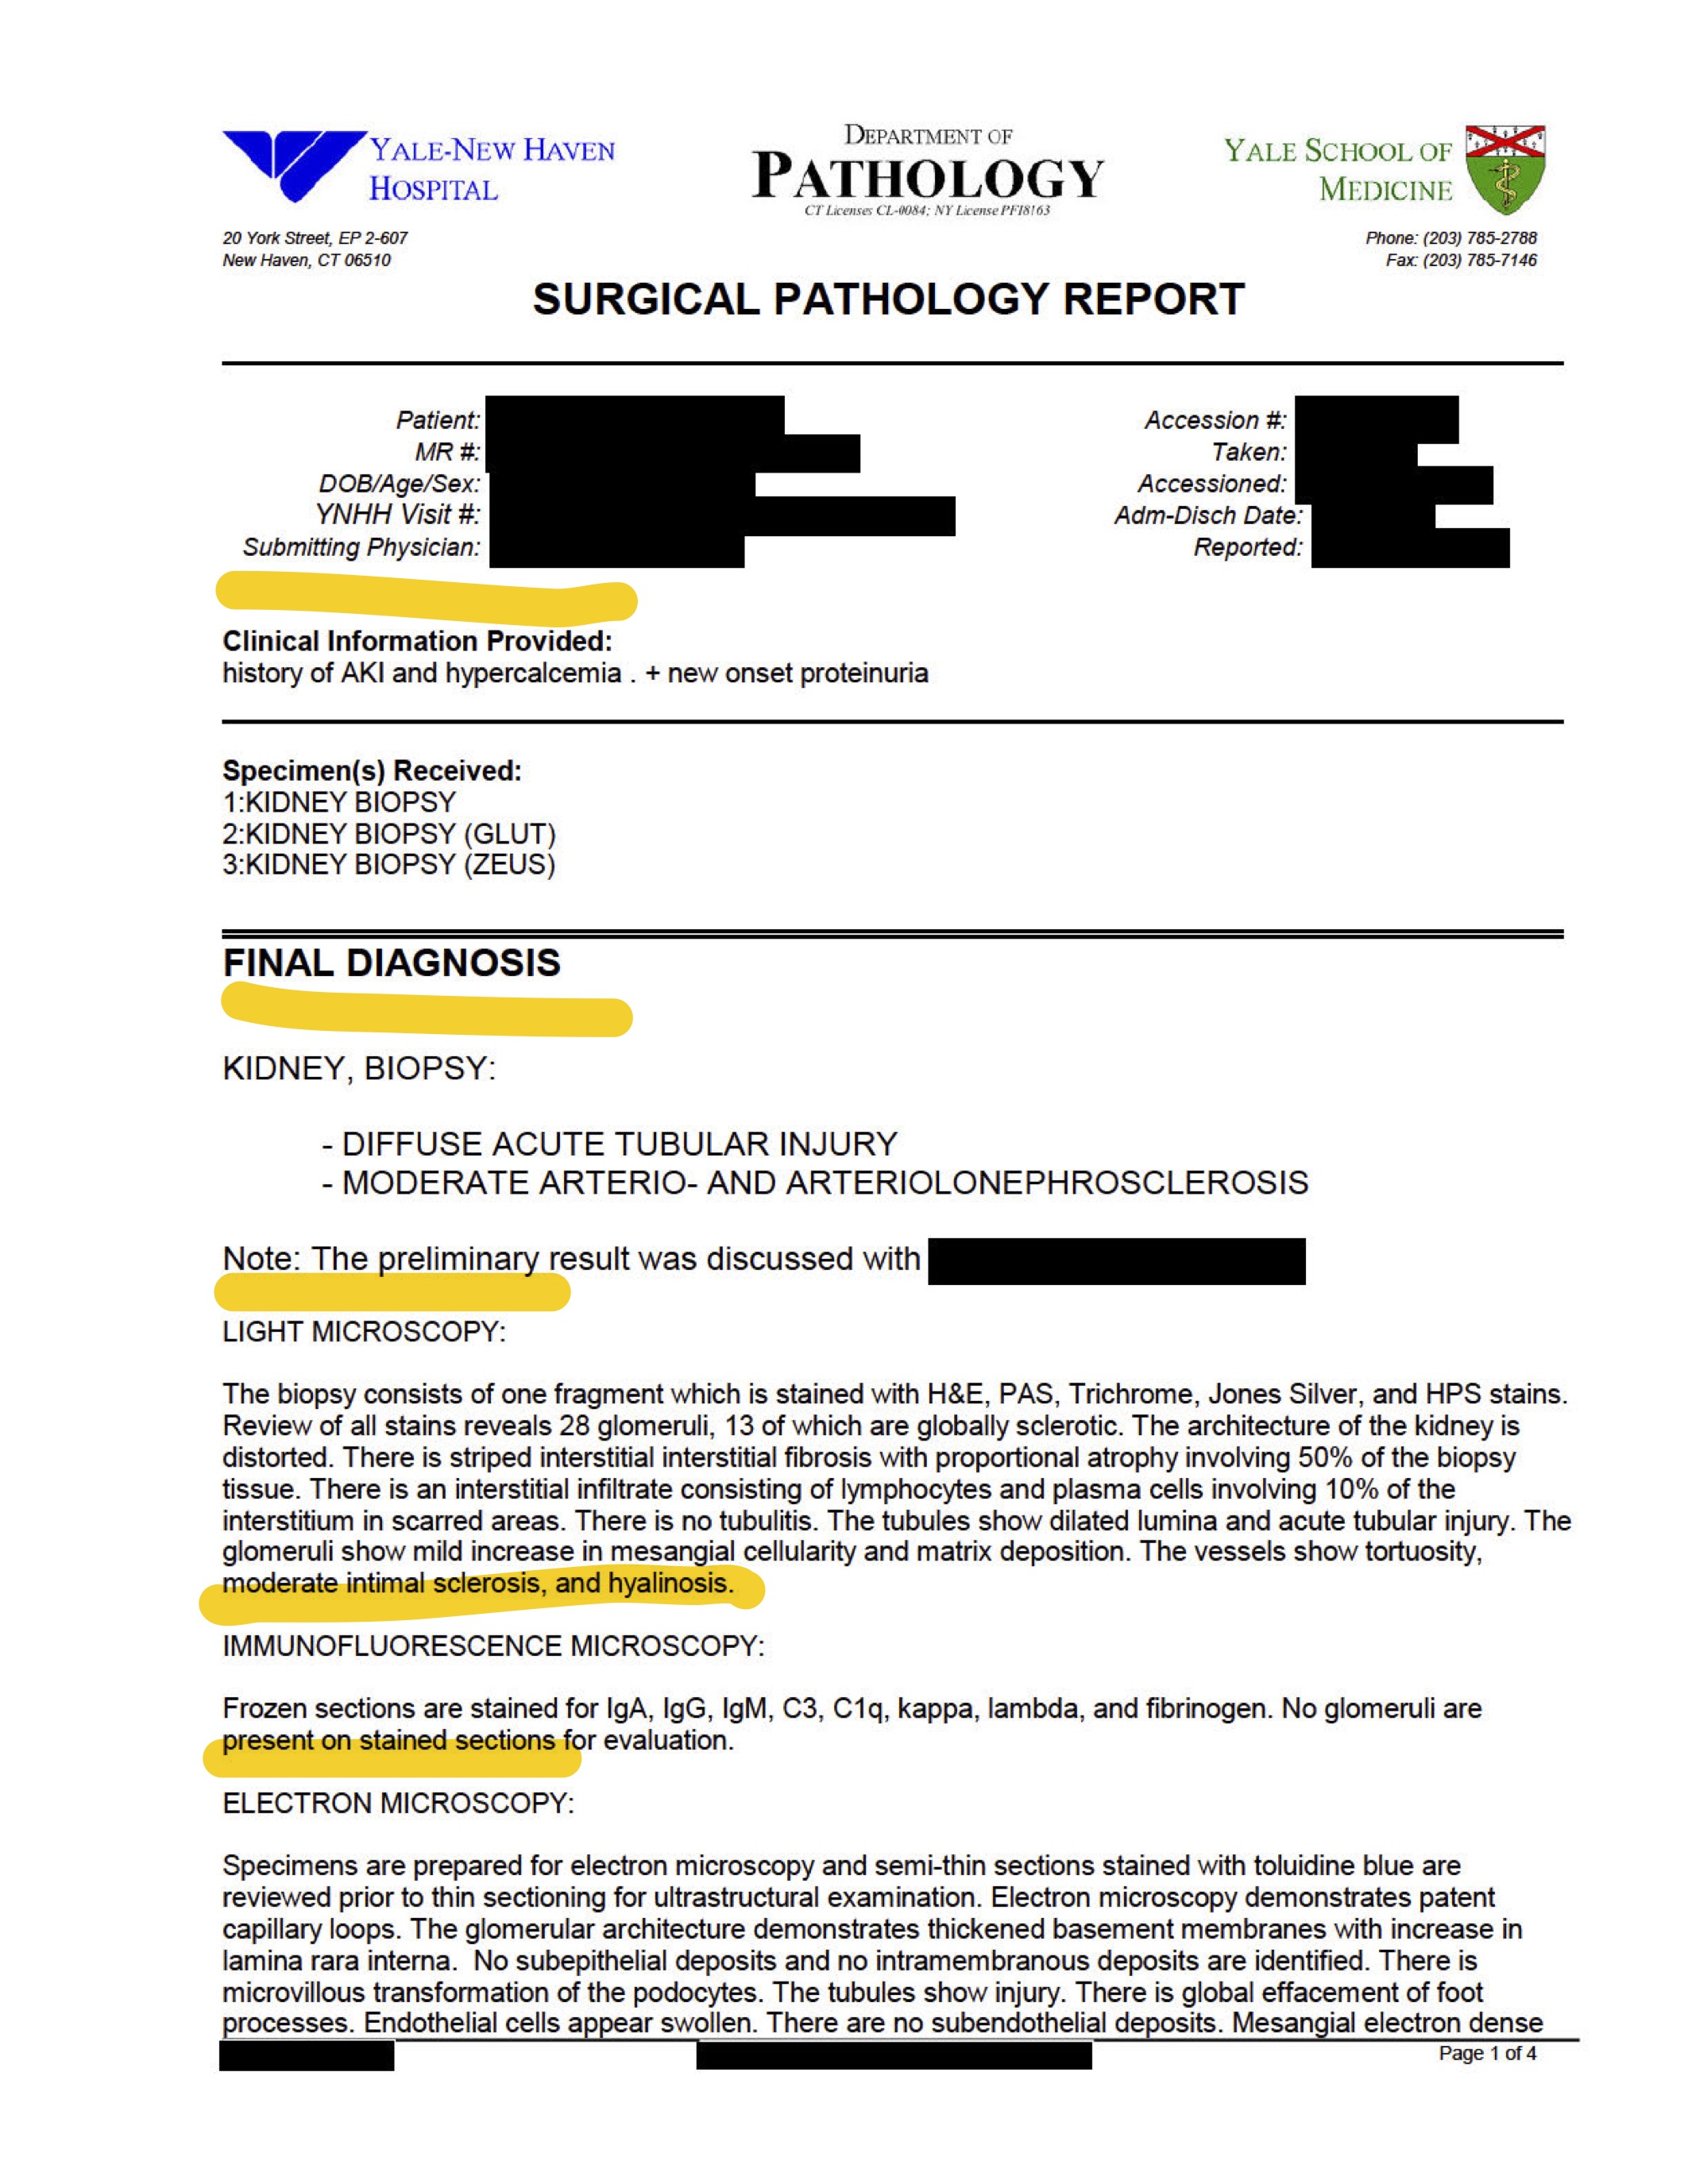 YALE-NEW HAVEN
HOSPITAL
DEPARTMENT OF
PATHOLOGY
CT Licenses CL-0084; NY License PFI8163
YALE SCHOOL OF
MEDICINE
20 York Street, EP 2-607
New Haven, CT 06510
Phone: (203) 785-2788
Fax: (203) 785-7146
SURGICAL PATHOLOGY REPORT
Patient:
MR #:
DOB/Age/Sex:
YNHH Visit #:
Submitting Physician:
Accession #:
Taken:
Accessioned:
Adm-Disch Date:
Reported:
Clinical Information Provided:
history of AKI and hypercalcemia . + new onset proteinuria
Specimen(s) Received:
1:KIDNEY BIOPSY
2:KIDNEY BIOPSY (GLUT)
3:KIDNEY BIOPSY (ZEUS)
FINAL DIAGNOSIS
KIDNEY, BIOPSY:
- DIFFUSE ACUTE TUBULAR INJURY
- MODERATE ARTERIO- AND ARTERIOLONEPHROSCLEROSIS
Note: The preliminary result was discussed with
LIGHT MICROSCOPY:
The biopsy consists of one fragment which is stained with H&E, PAS, Trichrome, Jones Silver, and HPS stains.
Review of all stains reveals 28 glomeruli, 13 of which are globally sclerotic. The architecture of the kidney is
distorted. There is striped interstitial interstitial fibrosis with proportional atrophy involving 50% of the biopsy
tissue. There is an interstitial infiltrate consisting of lymphocytes and plasma cells involving 10% of the
interstitium in scarred areas. There is no tubulitis. The tubules show dilated lumina and acute tubular injury. The
glomeruli show mild increase in mesangial cellularity and matrix deposition. The vessels show tortuosity,
moderate intimal sclerosis, and hyalinosis.
IMMUNOFLUORESCENCE MICROSCOPY:
Frozen sections are stained for IgA, IgG, IgM, C3, C1q, kappa, lambda, and fibrinogen. No glomeruli are
present on stained sections for evaluation.
ELECTRON MICROSCOPY:
Specimens are prepared for electron microscopy and semi-thin sections stained with toluidine blue are
reviewed prior to thin sectioning for ultrastructural examination. Electron microscopy demonstrates patent
capillary loops. The glomerular architecture demonstrates thickened basement membranes with increase in
lamina rara interna. No subepithelial deposits and no intramembranous deposits are identified. There is
microvillous transformation of the podocytes. The tubules show injury. There is global effacement of foot
processes. Endothelial cells appear swollen. There are no subendothelial deposits. Mesangial electron dense
Page 1 of 4